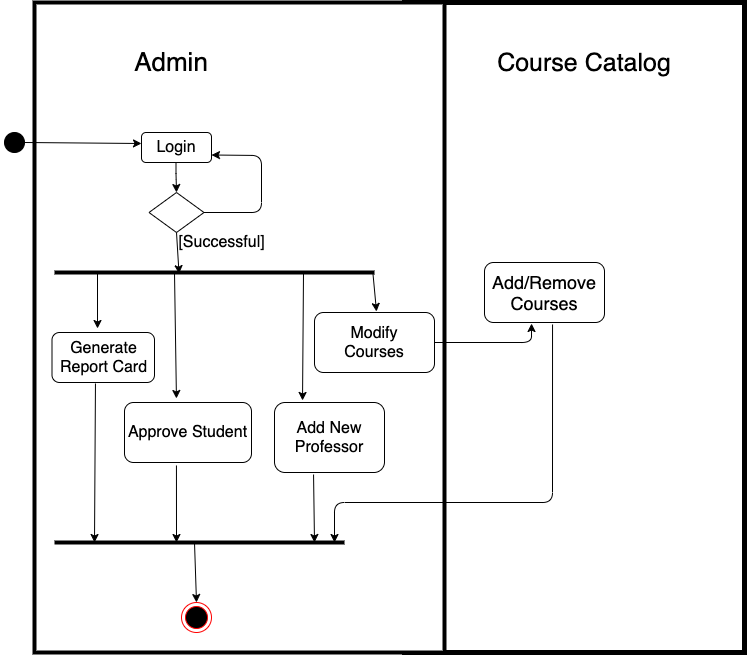 Admin
Course Catalog
Login
[Successful]
Add/Remove
Courses
Modify
Courses
Generate
Report Card
Approve Student
Add New
Professor